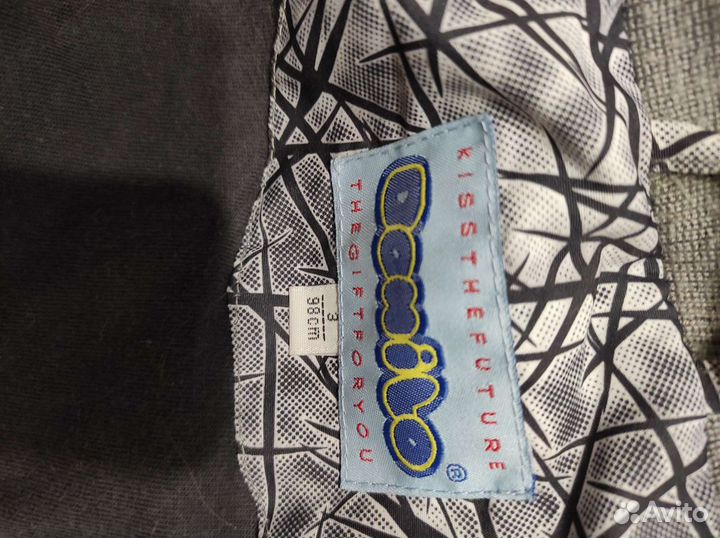 KISSTHEFUTURE
®
THEGIFTFORYOU
3
98cm
Avito